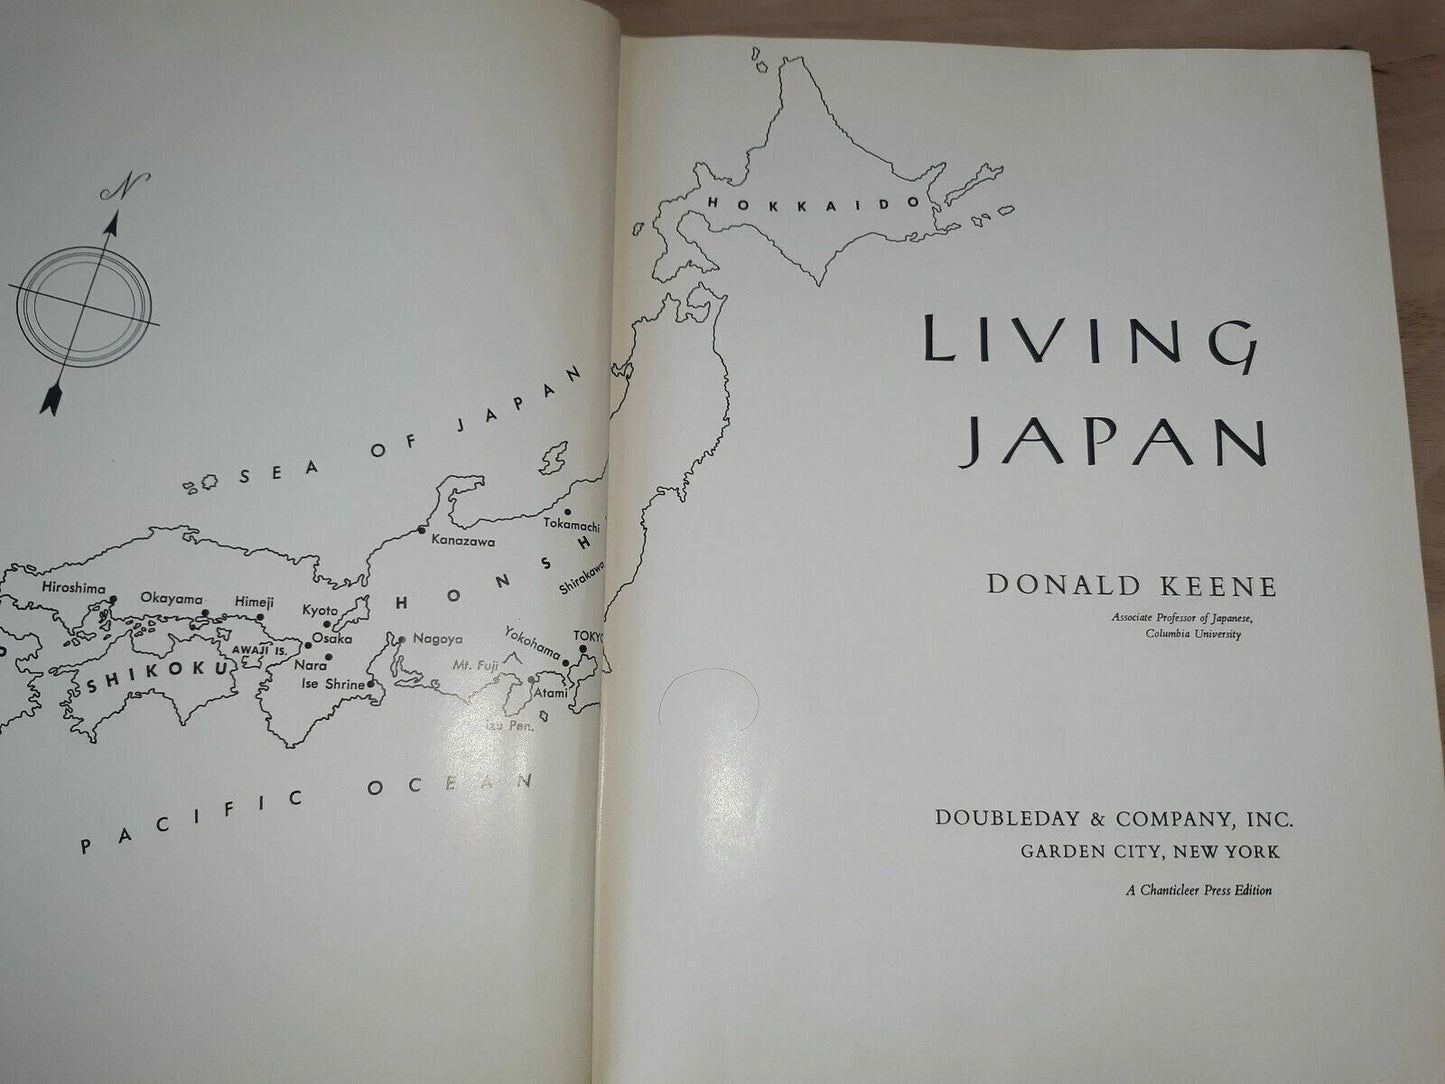 N
HOKKAIDO
SEA OF JAPAN
Tokamachi
Kanazawa
HONSH
Shirakawa
Hiroshima
Okayama
Himeji
Kyoto
Osaka
Nagoya
Yokohama
TOKYO
AWAJI IS.
Nara
Mt. Fuji
SHIKOKU
Ise Shrine
Atami
Izu Pen.
PACIFIC OCEAN
LIVING
JAPAN
DONALD KEENE
Associate Professor of Japanese,
Columbia University
DOUBLEDAY & COMPANY, INC.
GARDEN CITY, NEW YORK
A Chanticleer Press Edition